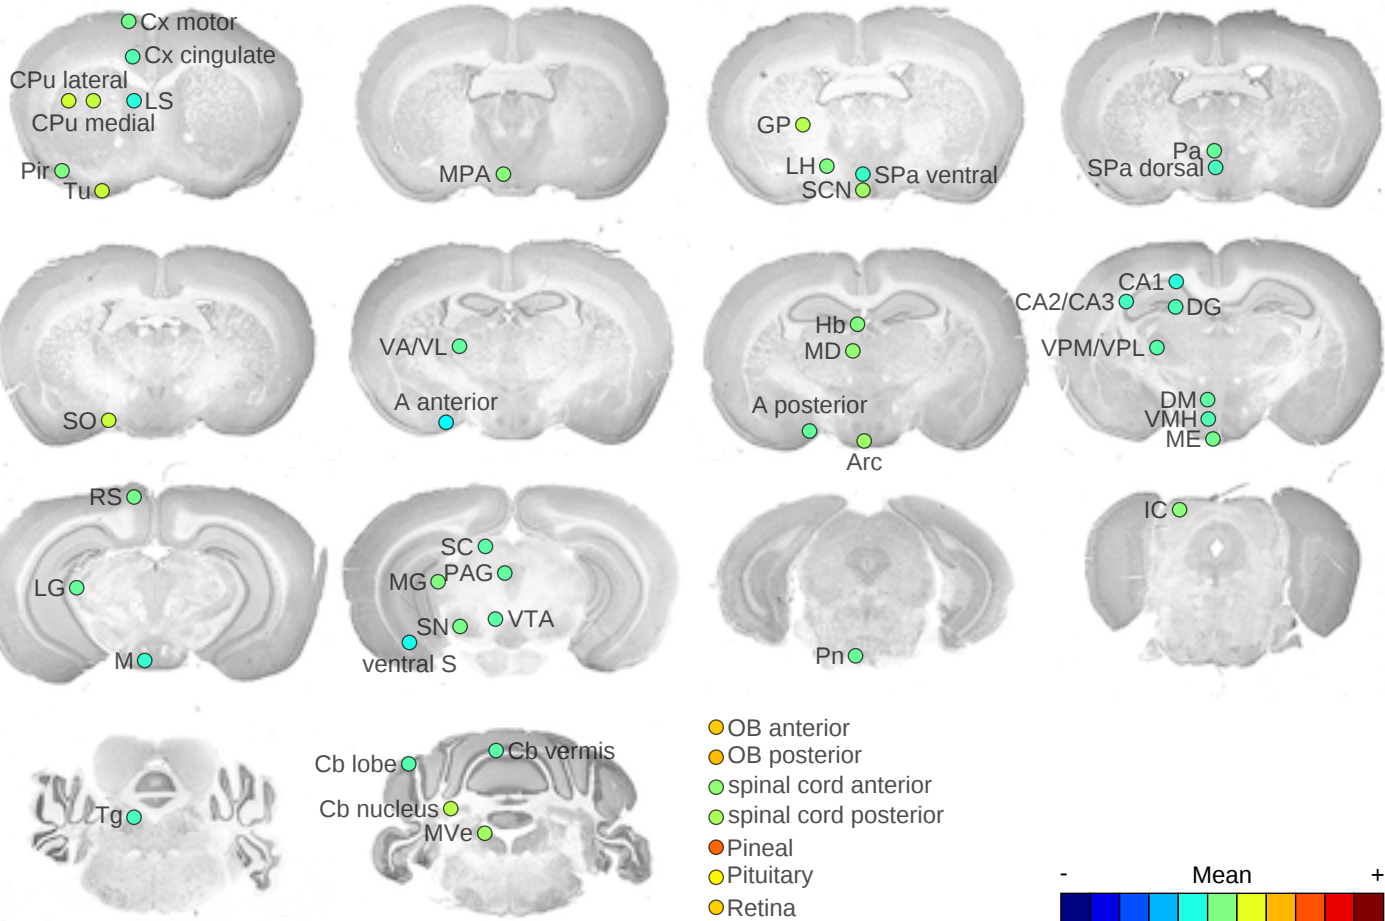 Cx motor
Cx cingulate
CPu lateral
LS
CPu medial
Pir
Tu
MPA
GP
LH
SPa ventral
SCN
Pa
SPa dorsal
SO
VA/VL
A anterior
Hb
MD
A posterior
Arc
CA1
CA2/CA3
DG
VPM/VPL
DM
VMH
ME
RS
LG
M
SC
MG
PAG
SN
VTA
ventral S
Pn
IC
Tg
Cb lobe
Cb vermis
Cb nucleus
MVe
OB anterior
OB posterior
spinal cord anterior
spinal cord posterior
Pineal
Pituitary
Retina
- Mean +